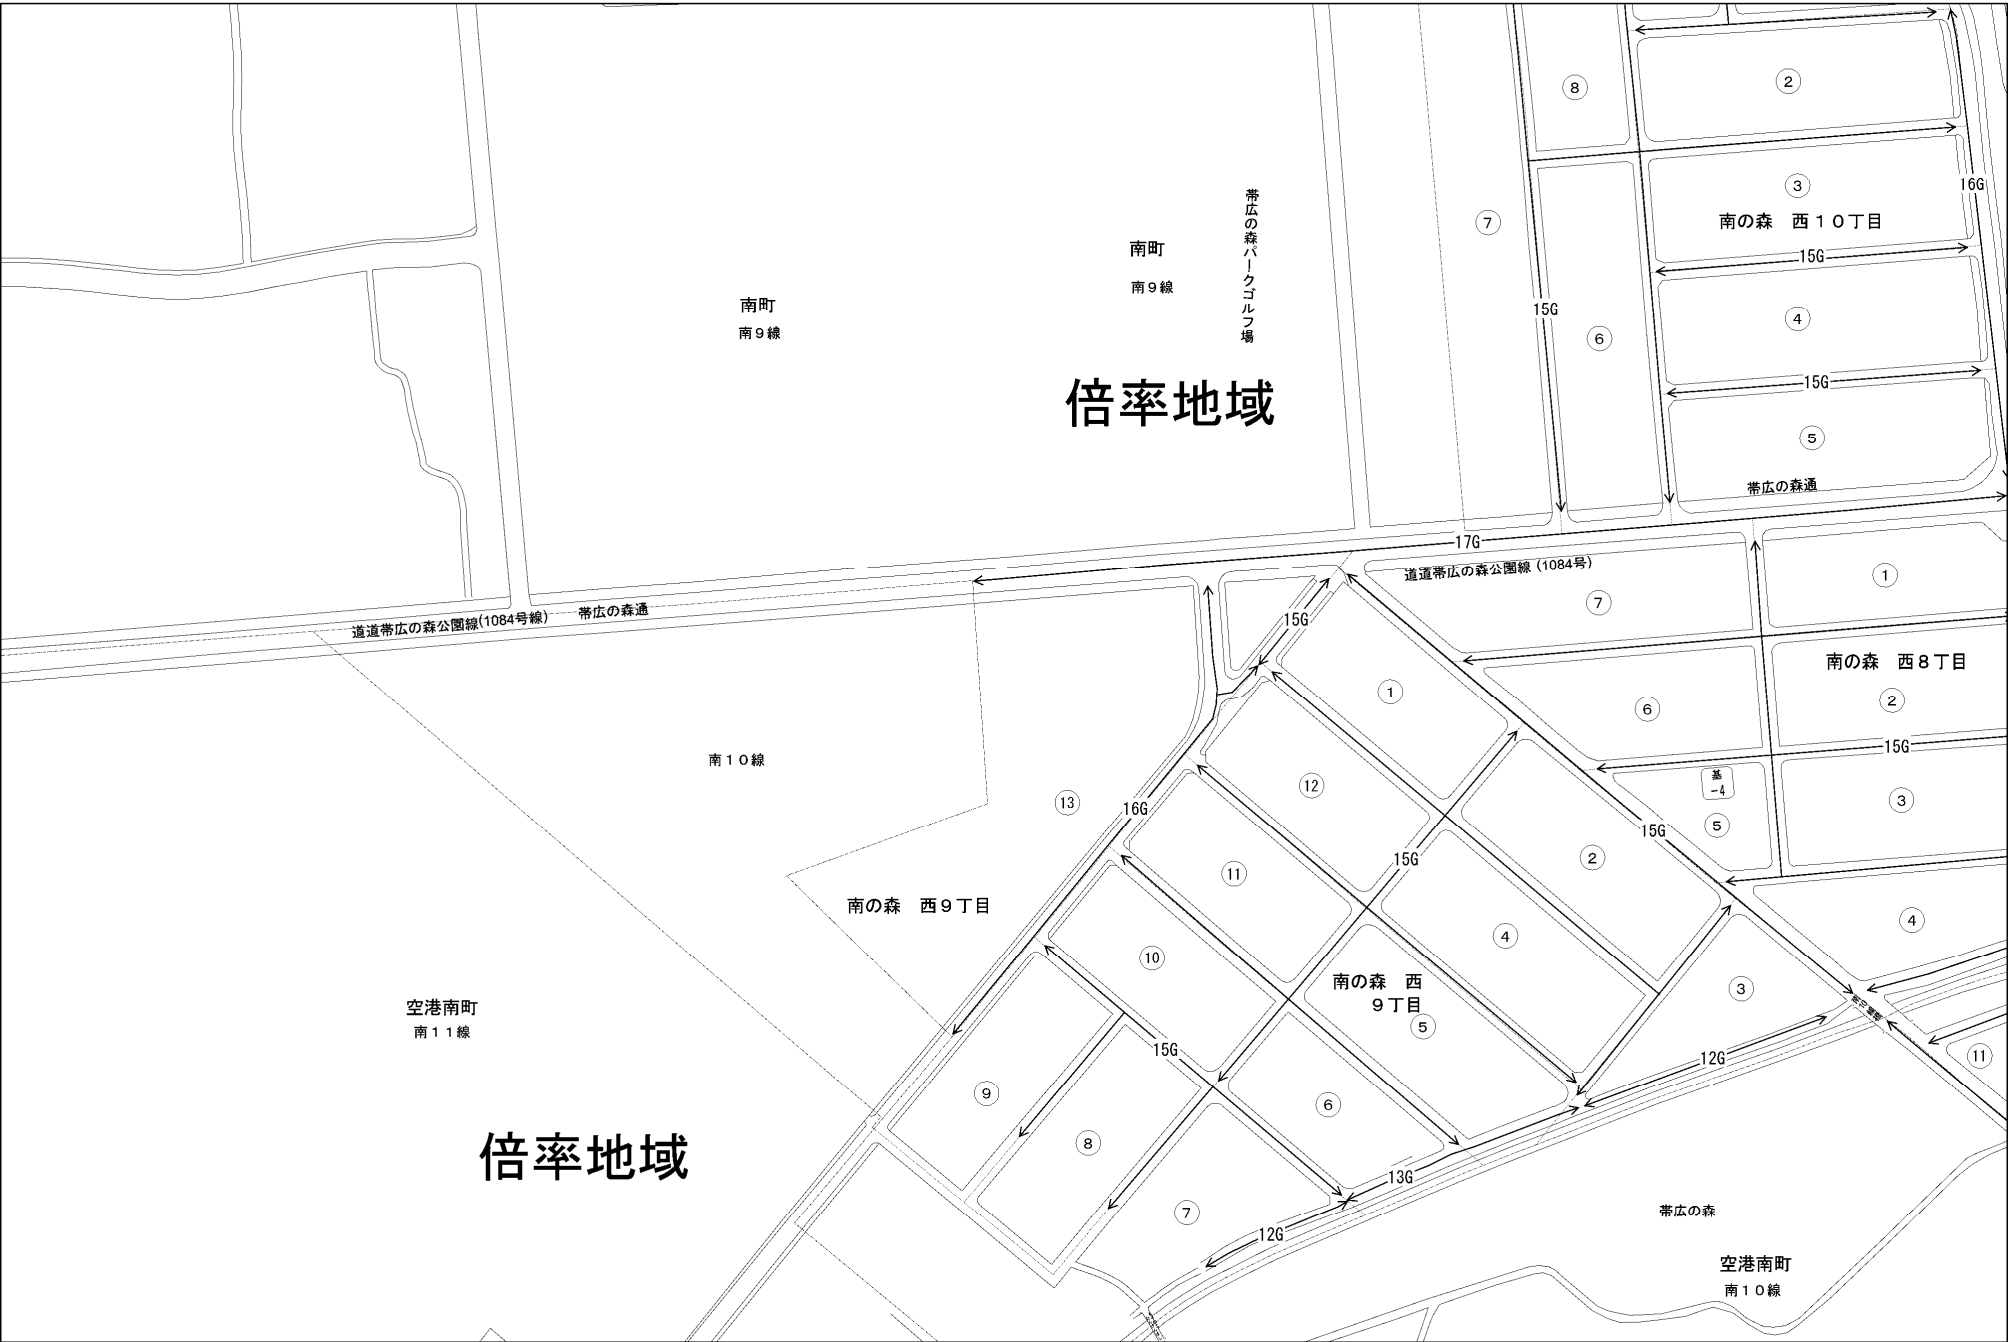 ②
⑧
③
16G
南の森 西１０丁目
⑦
帯広の森パークゴルフ場
南町
南９線
15G
南町
南９線
15G
④
⑥
15G
倍率地域
⑤
帯広の森通
17G
道道帯広の森公園線(1084号)
①
⑦
道道帯広の森公園線(1084号線)
帯広の森通
15G
南の森 西８丁目
①
②
⑥
15G
南１０線
基
-4
⑫
⑬
16G
③
⑤
15G
15G
②
⑪
南の森 西９丁目
④
④
⑩
南の森 西
９丁目
③
空港南町
南１１線
⑤
15G
12G
⑪
⑨
⑥
⑧
倍率地域
13G
⑦
12G
帯広の森
空港南町
南１０線